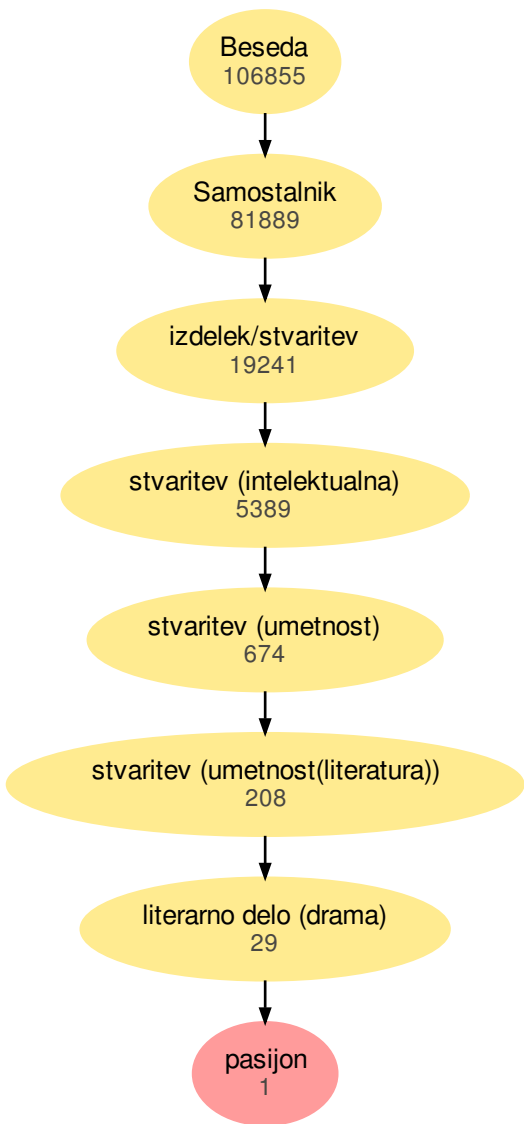 Beseda
106855
Samostalnik
81889
izdelek/stvaritev
19241
stvaritev (intelektualna)
5389
stvaritev (umetnost)
674
stvaritev (umetnost(literatura))
208
literarno delo (drama)
29
pasijon
1